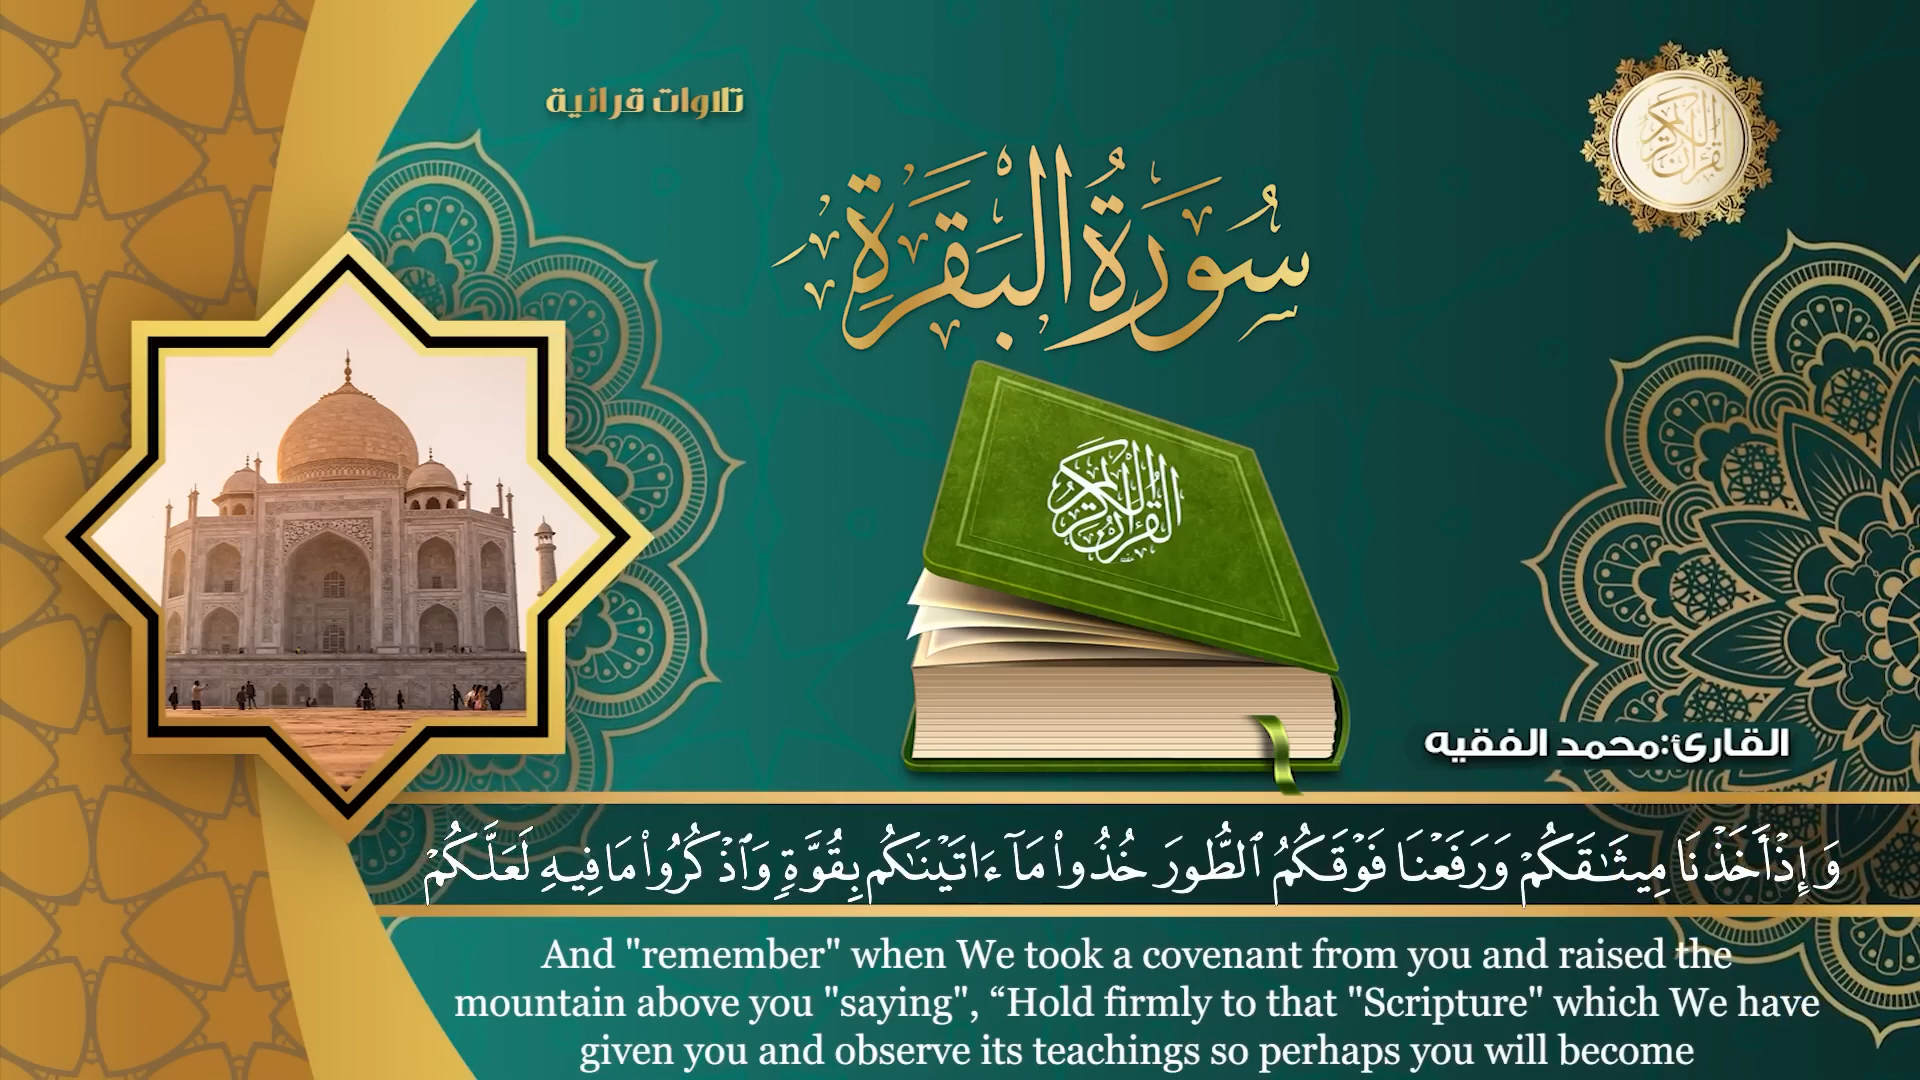 تلاوات قرانية
القرآن الكريم
سُورَةُ البَقَرَةِ
القرآن الكريم
القارئ:محمد الفقيه
وَإِذۡ أَخَذۡنَا مِيثَٰقَكُمۡ وَرَفَعۡنَا فَوۡقَكُمُ ٱلطُّورَ خُذُواْ مَآ ءَاتَيۡنَٰكُم بِقُوَّةٖ وَٱذۡكُرُواْ مَا فِيهِ لَعَلَّكُمۡ
And "remember" when We took a covenant from you and raised the
mountain above you "saying", “Hold firmly to that "Scripture" which We have
given you and observe its teachings so perhaps you will become